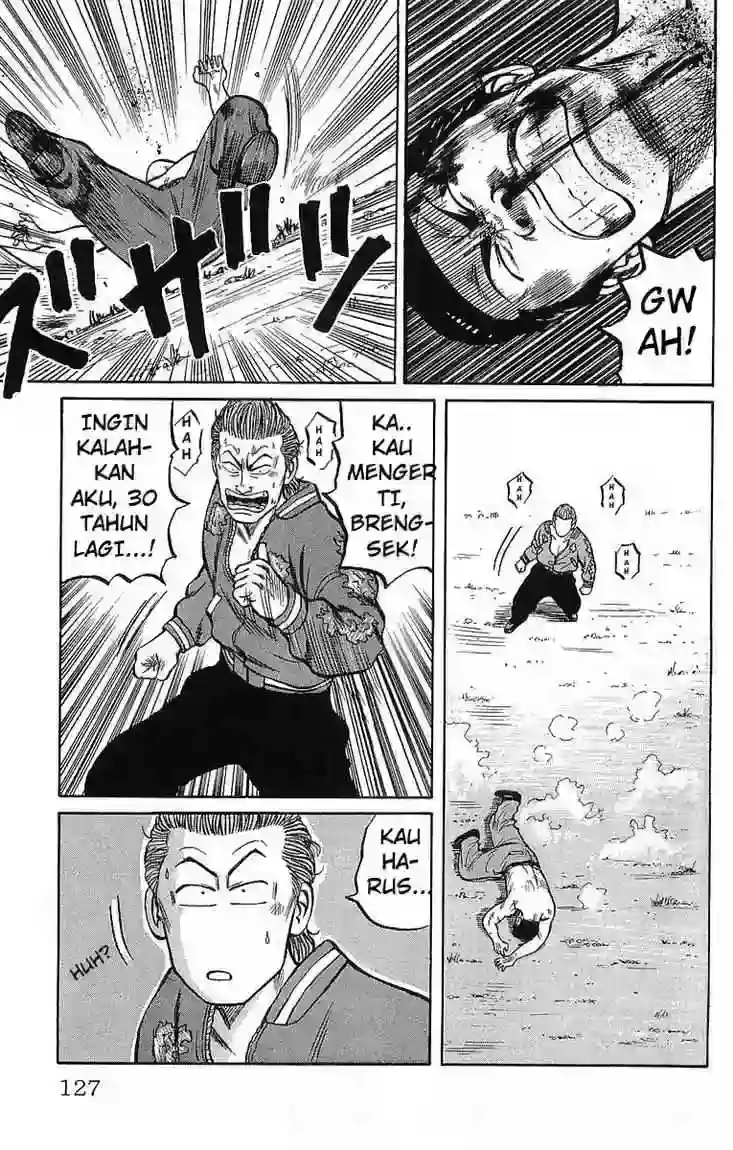 GW
AH!
ズザザッ
HAH
HAH
HAH
KA..
KAU
MENGER
TI,
BRENG-
SEK!
HAH
INGIN
KALAH-
KAN
AKU, 30
TAHUN
LAGI...!
HAH
KAU
HA-
RUS...
HUH?
127